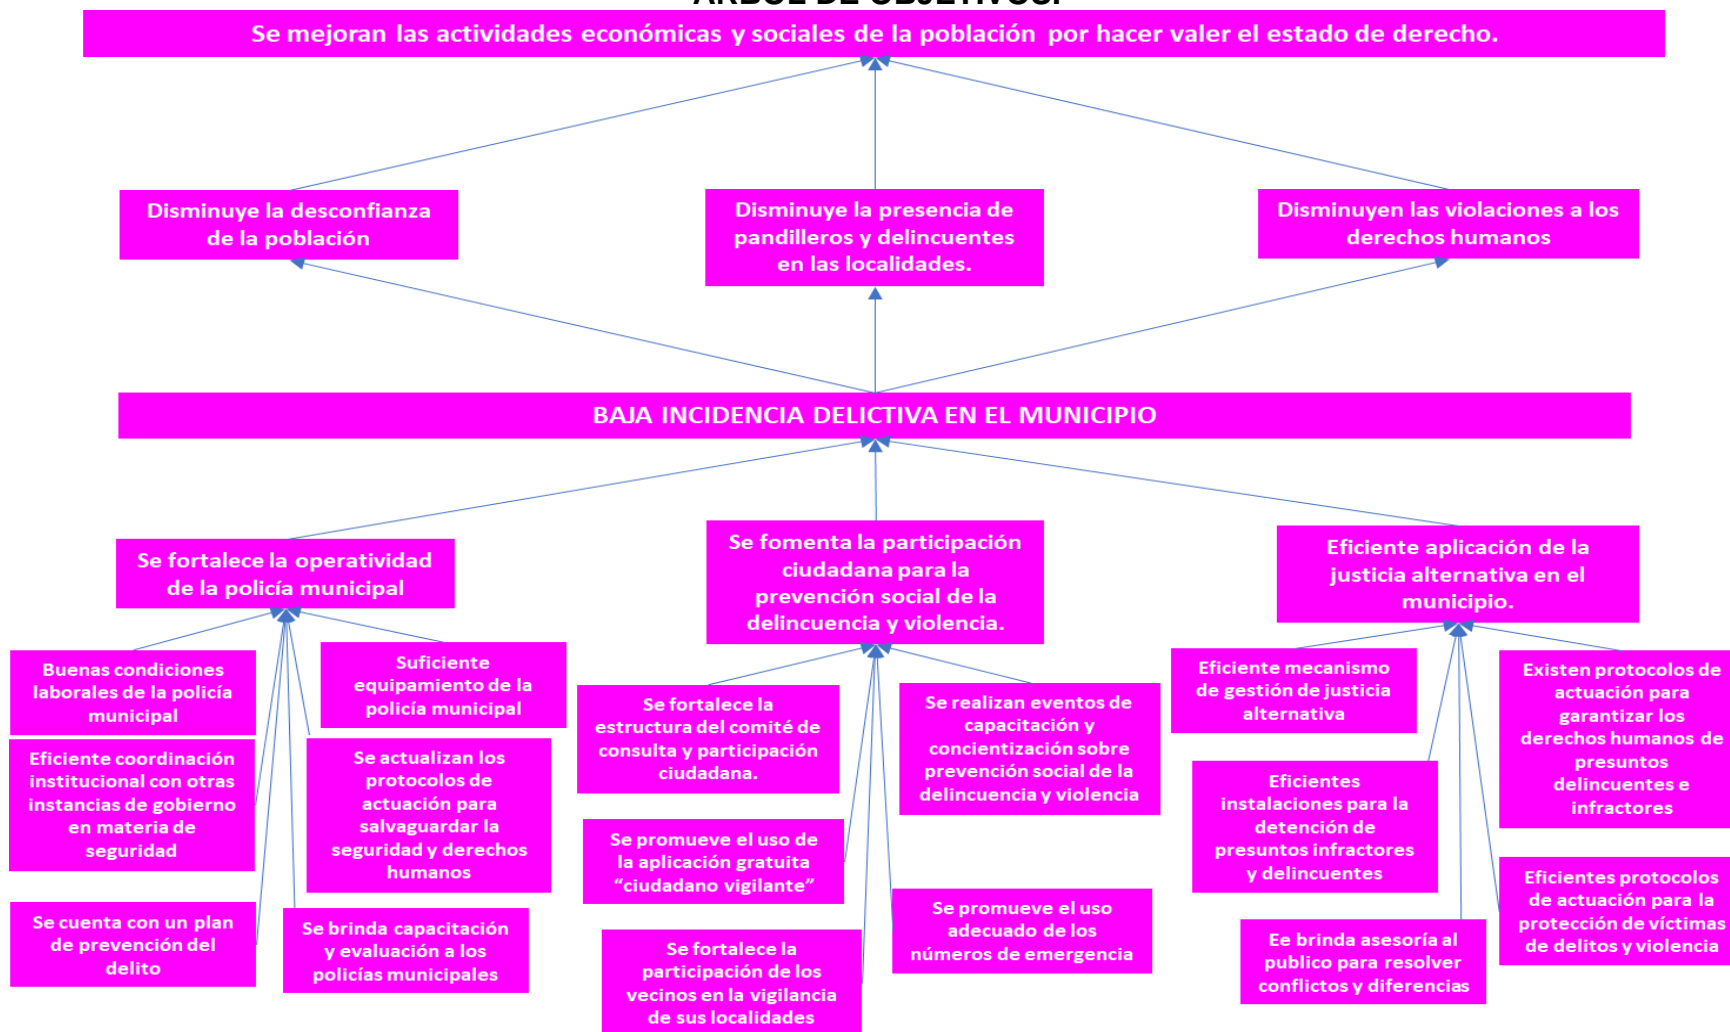 ÁRBOL DE OBJETIVOS.
Se mejoran las actividades económicas y sociales de la población por hacer valer el estado de derecho.
Disminuye la desconfianza
de la población
Disminuye la presencia de
pandilleros y delincuentes
en las localidades.
Disminuyen las violaciones a los
derechos humanos
BAJA INCIDENCIA DELICTIVA EN EL MUNICIPIO
Se fortalece la operatividad
de la policía municipal
Se fomenta la participación
ciudadana para la
prevención social de la
delincuencia y violencia.
Eficiente aplicación de la
justicia alternativa en el
municipio.
Buenas condiciones
laborales de la policía
municipal
Suficiente
equipamiento de la
policía municipal
Eficiente coordinación
institucional con otras
instancias de gobierno
en materia de
seguridad
Se actualizan los
protocolos de
actuación para
salvaguardar la
seguridad y derechos
humanos
Se cuenta con un plan
de prevención del
delito
Se brinda capacitación
y evaluación a los
policías municipales
Se fortalece la
estructura del comité de
consulta y participación
ciudadana.
Se realizan eventos de
capacitación y
concientización sobre
prevención social de la
delincuencia y violencia
Se promueve el uso de
la aplicación gratuita
“ciudadano vigilante”
Se promueve el uso
adecuado de los
números de emergencia
Se fortalece la
participación de los
vecinos en la vigilancia
de sus localidades
Eficiente mecanismo
de gestión de justicia
alternativa
Existen protocolos de
actuación para
garantizar los
derechos humanos de
presuntos
delincuentes e
infractores
Eficientes
instalaciones para la
detención de
presuntos infractores
y delincuentes
Eficientes protocolos
de actuación para la
protección de víctimas
de delitos y violencia
Ee brinda asesoría al
publico para resolver
conflictos y diferencias